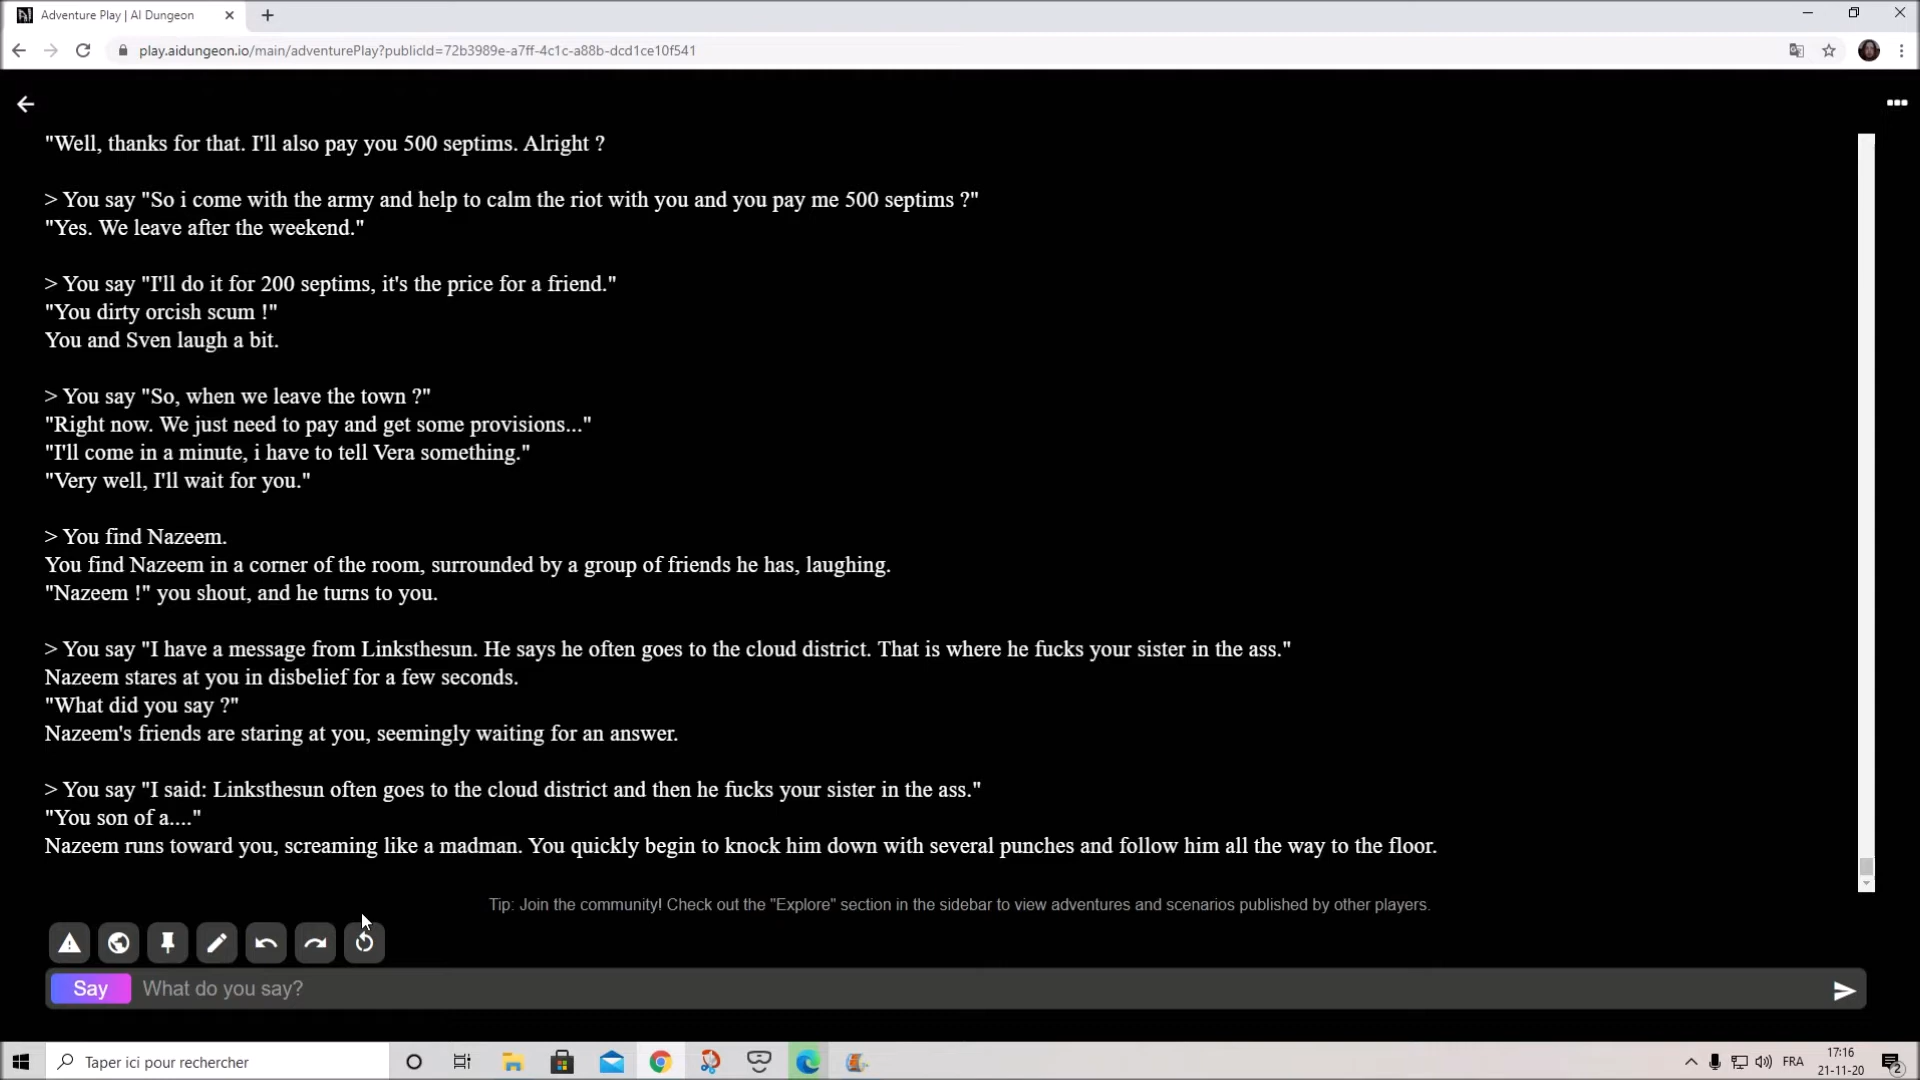 Adventure Play | AI Dungeon
play.aidungeon.io/main/adventurePlay?publicId=72b3989e-a7ff-4c1c-a88b-dcd1ce10f541
"Well, thanks for that. I'll also pay you 500 septims. Alright ?
> You say "So i come with the army and help to calm the riot with you and you pay me 500 septims ?"
"Yes. We leave after the weekend."
> You say "I'll do it for 200 septims, it's the price for a friend."
"You dirty orcish scum !"
You and Sven laugh a bit.
> You say "So, when we leave the town ?"
"Right now. We just need to pay and get some provisions..."
"I'll come in a minute, i have to tell Vera something."
"Very well, I'll wait for you."
> You find Nazeem.
You find Nazeem in a corner of the room, surrounded by a group of friends he has, laughing.
"Nazeem !" you shout, and he turns to you.
> You say "I have a message from Linksthesun. He says he often goes to the cloud district. That is where he fucks your sister in the ass."
Nazeem stares at you in disbelief for a few seconds.
"What did you say ?"
Nazeem's friends are staring at you, seemingly waiting for an answer.
> You say "I said: Linksthesun often goes to the cloud district and then he fucks your sister in the ass."
"You son of a...."
Nazeem runs toward you, screaming like a madman. You quickly begin to knock him down with several punches and follow him all the way to the floor.
Tip: Join the community! Check out the "Explore" section in the sidebar to view adventures and scenarios published by other players.
Say What do you say?
Taper ici pour rechercher
FRA
17:16
21-11-20
2